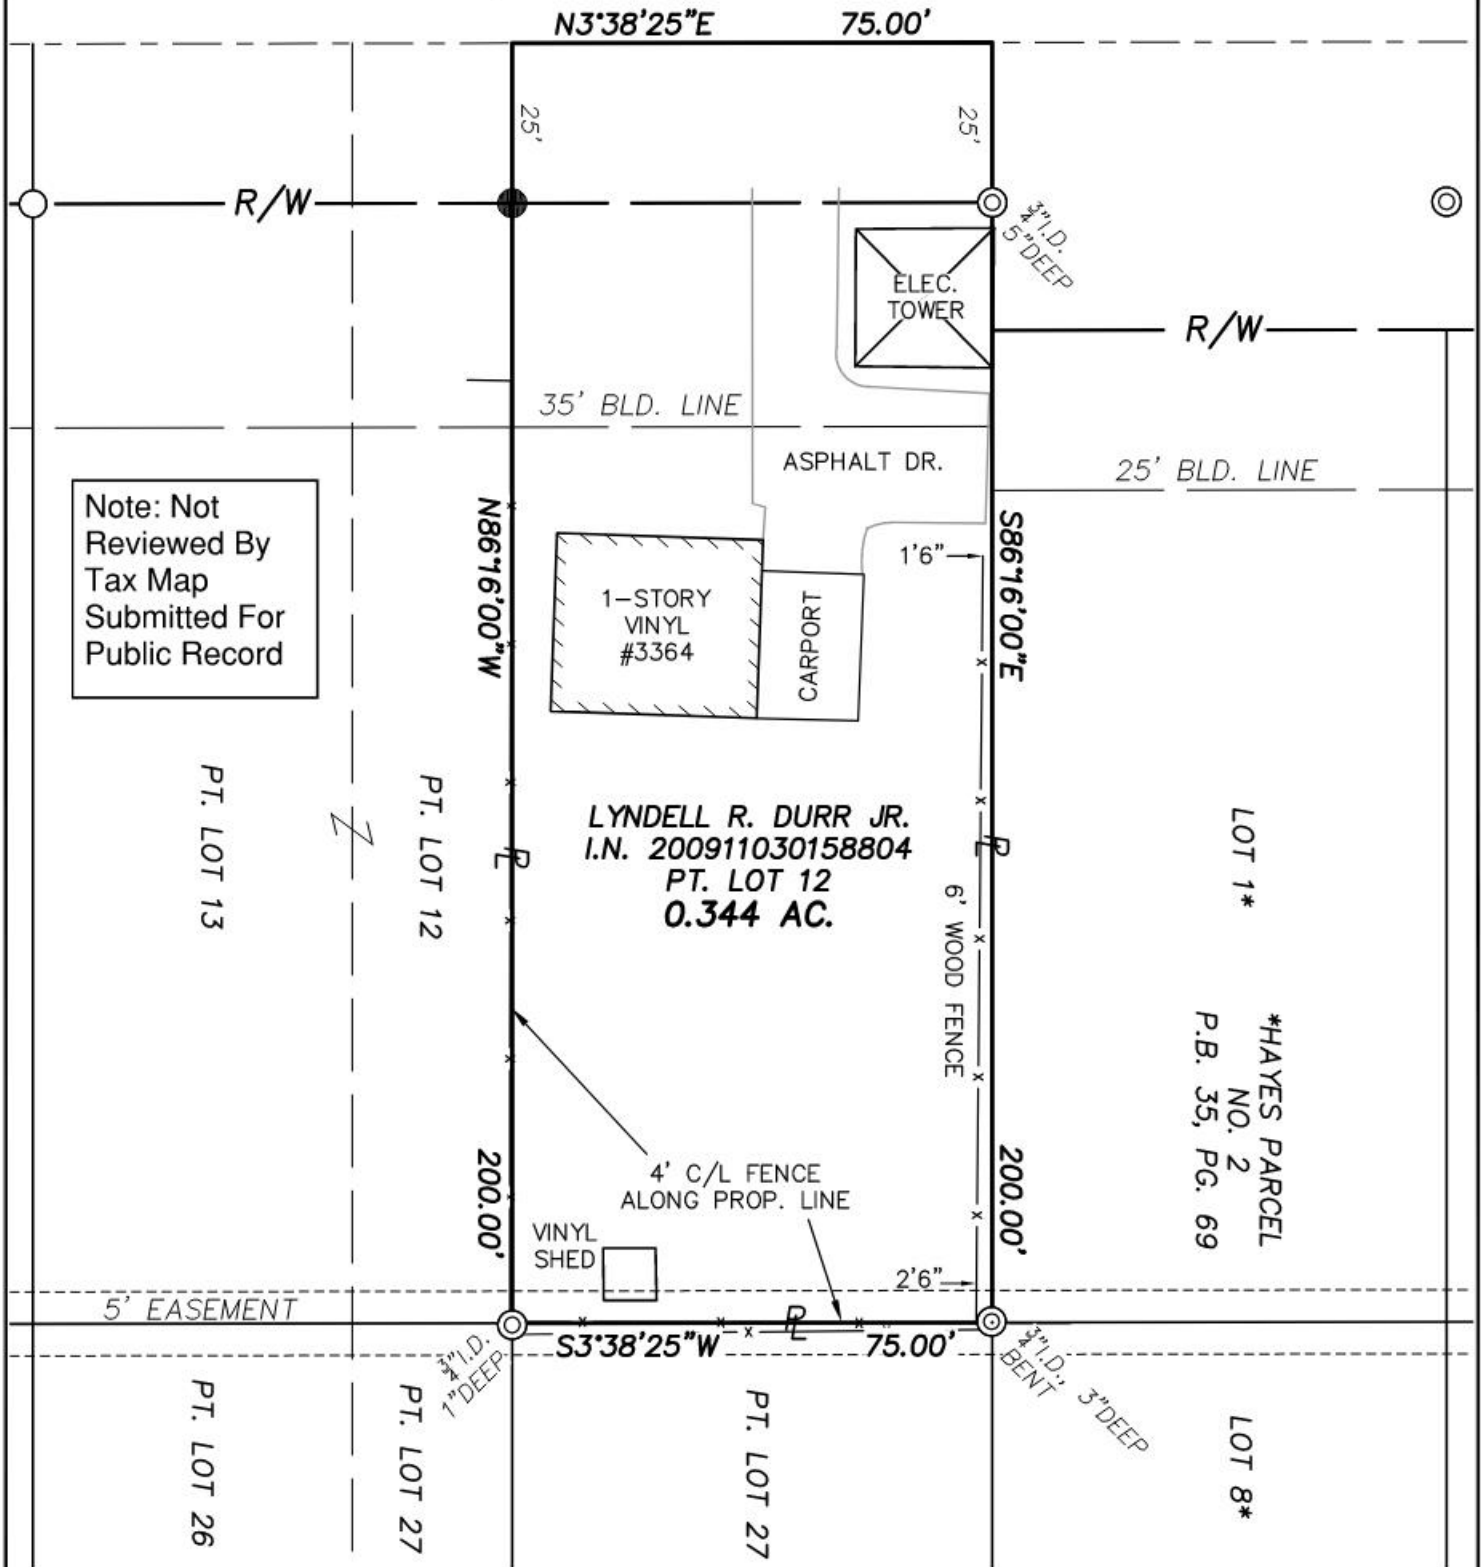 N3°38'25"E 75.00'
25'
25'
R/W
3/4"I.D.
5"DEEP
ELEC.
TOWER
R/W
35' BLD. LINE
ASPHALT DR.
25' BLD. LINE
Note: Not
Reviewed By
Tax Map
Submitted For
Public Record
N86°16'00"W
S86°16'00"E
1'6"
1-STORY
VINYL
#3364
CARPORT
PT. LOT 13
PT. LOT 12
LYNDELL R. DURR JR.
I.N. 200911030158804
PT. LOT 12
0.344 AC.
PL
PL
LOT 1*
6' WOOD FENCE
*HAYES PARCEL
NO. 2
P.B. 35, PG. 69
200.00'
200.00'
4' C/L FENCE
ALONG PROP. LINE
VINYL
SHED
2'6"
5' EASEMENT
PL
S3°38'25"W 75.00'
3/4"I.D.
1"DEEP
3/4"I.D., 3"DEEP
BENT
PT. LOT 26
PT. LOT 27
PT. LOT 27
LOT 8*